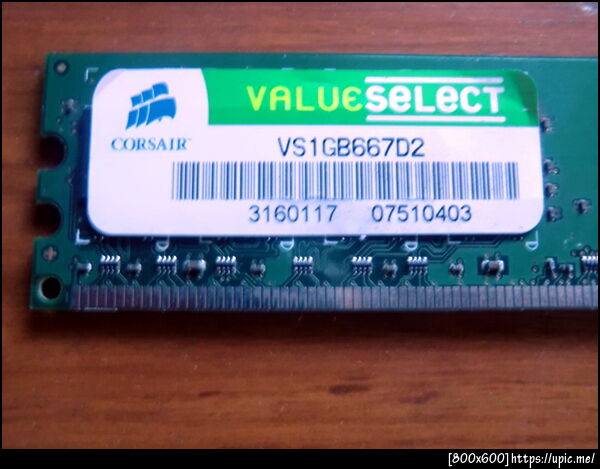 VALUESELECT
CORSAIR
VS1GB667D2
3160117 07510403
[800x600]https://upic.me/